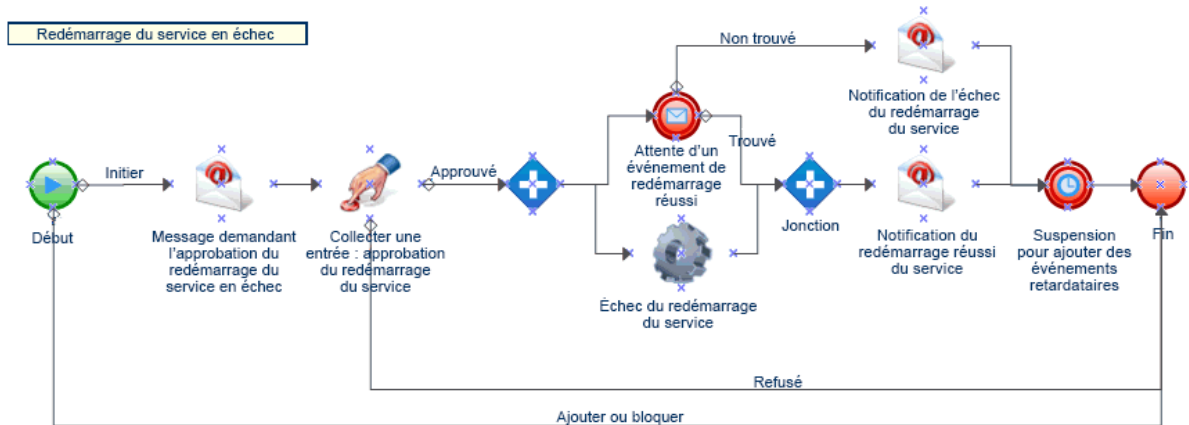 Redémarrage du service en échec
Non trouvé
Notification de l'échec
du redémarrage
du service
Initier
Approuvé
Trouvé
Attente d'un
événement de
redémarrage
réussi
Début
Message demandant
l'approbation du
redémarrage du
service en échec
Collecter une
entrée : approbation
du redémarrage
du service
Jonction
Notification du
redémarrage réussi
du service
Suspension
pour ajouter des
événements
retardataires
Fin
Échec du redémarrage
du service
Refusé
Ajouter ou bloquer